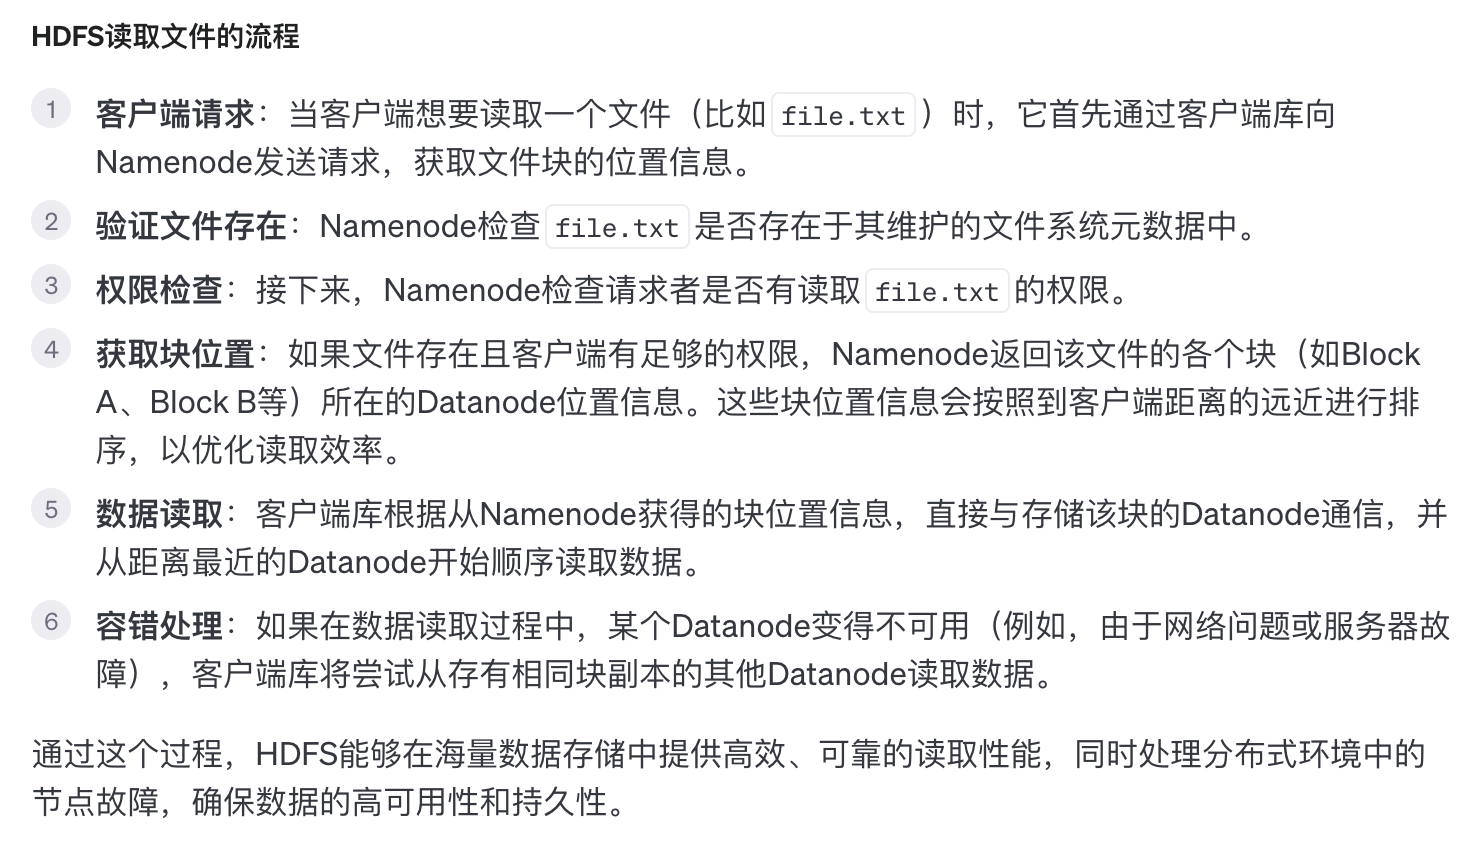 HDFS读取文件的流程
1 客户端请求：当客户端想要读取一个文件（比如 file.txt ）时，它首先通过客户端库向
Namenode发送请求，获取文件块的位置信息。
2 验证文件存在：Namenode检查 file.txt 是否存在于其维护的文件系统元数据中。
3 权限检查：接下来，Namenode检查请求者是否有读取 file.txt 的权限。
4 获取块位置：如果文件存在且客户端有足够的权限，Namenode返回该文件的各个块（如Block
A、Block B等）所在的Datanode位置信息。这些块位置信息会按照到客户端距离的远近进行排
序，以优化读取效率。
5 数据读取：客户端库根据从Namenode获得的块位置信息，直接与存储该块的Datanode通信，并
从距离最近的Datanode开始顺序读取数据。
6 容错处理：如果在数据读取过程中，某个Datanode变得不可用（例如，由于网络问题或服务器故
障），客户端库将尝试从存有相同块副本的其他Datanode读取数据。
通过这个过程，HDFS能够在海量数据存储中提供高效、可靠的读取性能，同时处理分布式环境中的
节点故障，确保数据的高可用性和持久性。